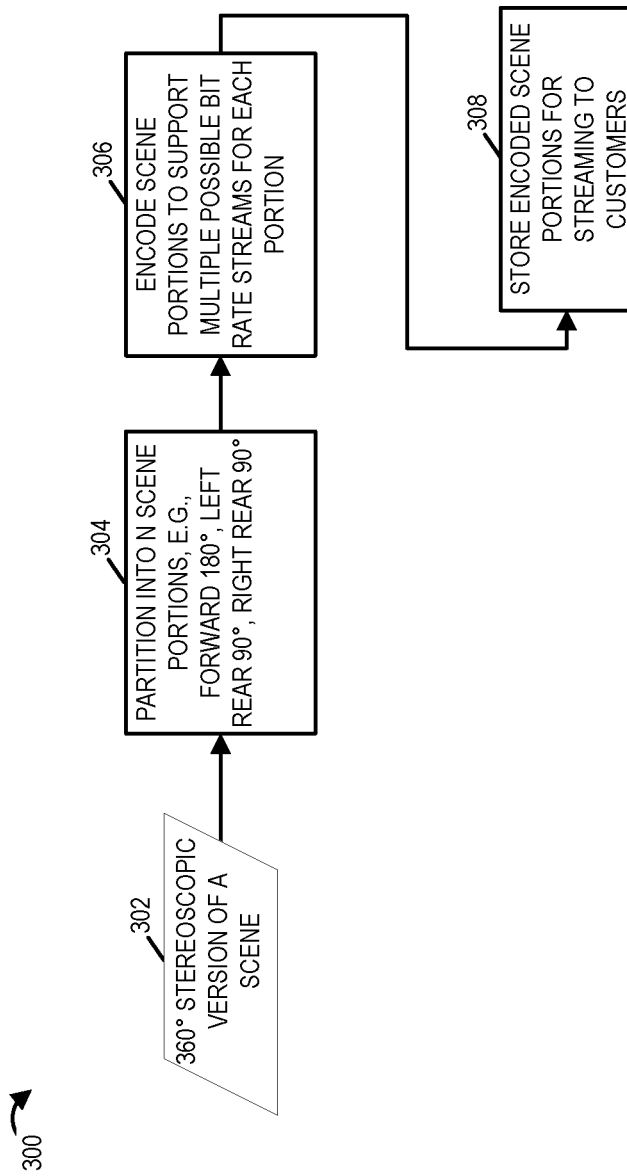 300
302
360° STEREOSCOPIC
VERSION OF A
SCENE
304
PARTITION INTO N SCENE
PORTIONS, E.G.,
FORWARD 180°, LEFT
REAR 90°, RIGHT REAR 90°
306
ENCODE SCENE
PORTIONS TO SUPPORT
MULTIPLE POSSIBLE BIT
RATE STREAMS FOR EACH
PORTION
308
STORE ENCODED SCENE
PORTIONS FOR
STREAMING TO
CUSTOMERS